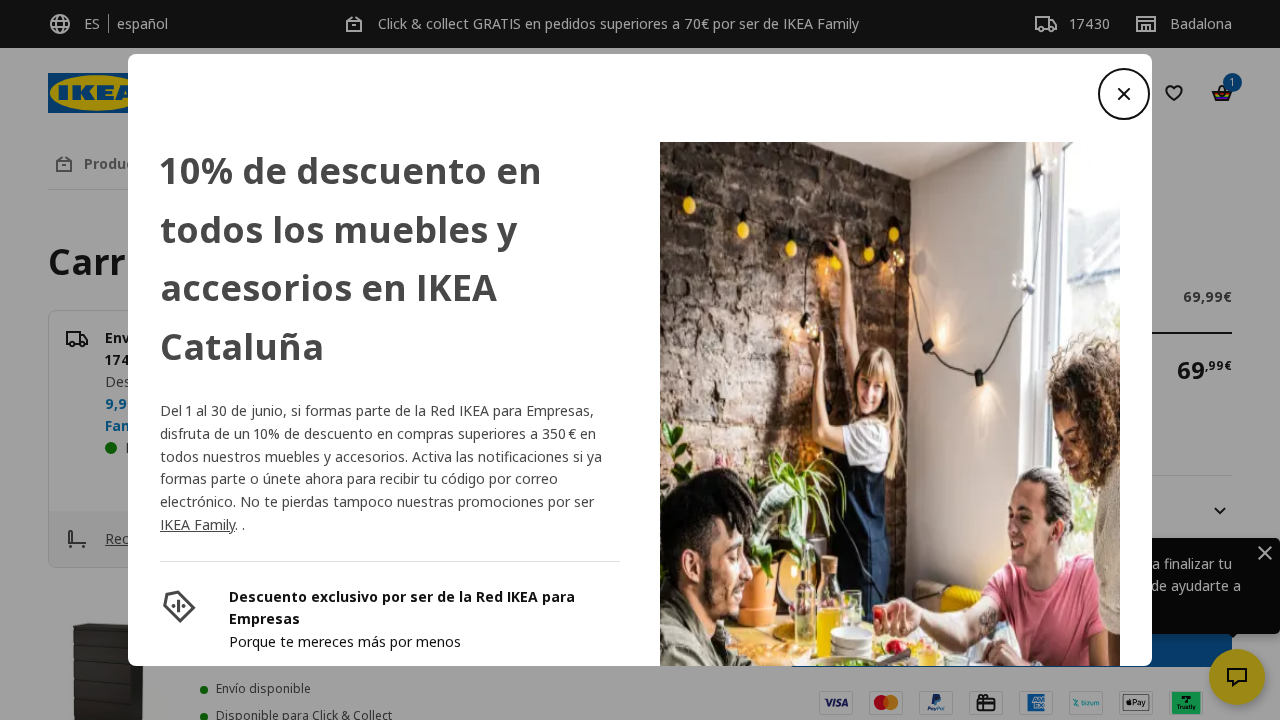 ES español
Click & collect GRATIS en pedidos superiores a 70€ por ser de IKEA Family
17430
Badalona
IKEA
1
Carr
69,99€
69,99€
Env
174
Des
9,9
Fam
Rec
10% de descuento en
todos los muebles y
accesorios en IKEA
Cataluña
Del 1 al 30 de junio, si formas parte de la Red IKEA para Empresas,
disfruta de un 10% de descuento en compras superiores a 350 € en
todos nuestros muebles y accesorios. Activa las notificaciones si ya
formas parte o únete ahora para recibir tu código por correo
electrónico. No te pierdas tampoco nuestras promociones por ser
IKEA Family. .
Descuento exclusivo por ser de la Red IKEA para
Empresas
Porque te mereces más por menos
a finalizar tu
de ayudarte a
Envío disponible
Disponible para Click & Collect
VISA
PayPal
AM
EX
bizum
Pay
Trustly